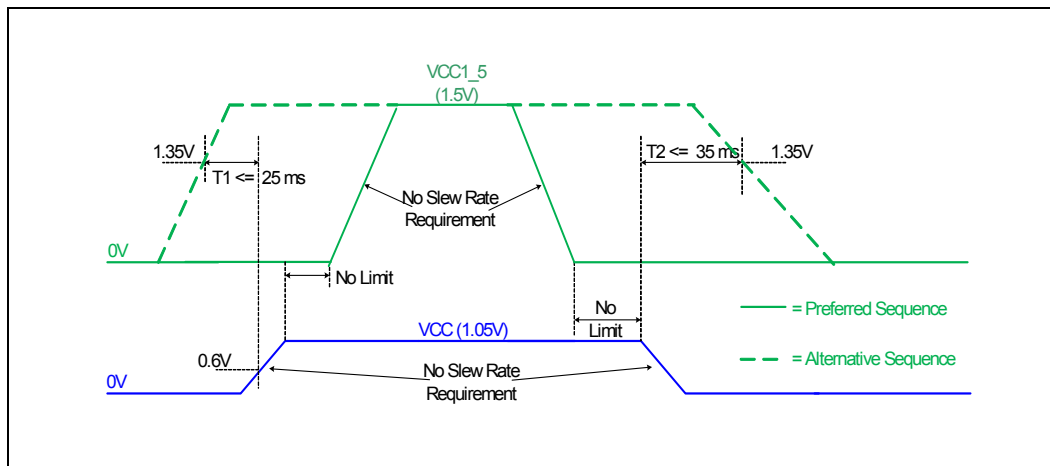 VCC1_5
(1.5V)
1.35V
T1 <= 25 ms
T2 <= 35 ms
1.35V
No Slew Rate
Requirement
0V
No Limit
No
Limit
= Preferred Sequence
VCC (1.05V)
0.6V
= Alternative Sequence
No Slew Rate
Requirement
0V